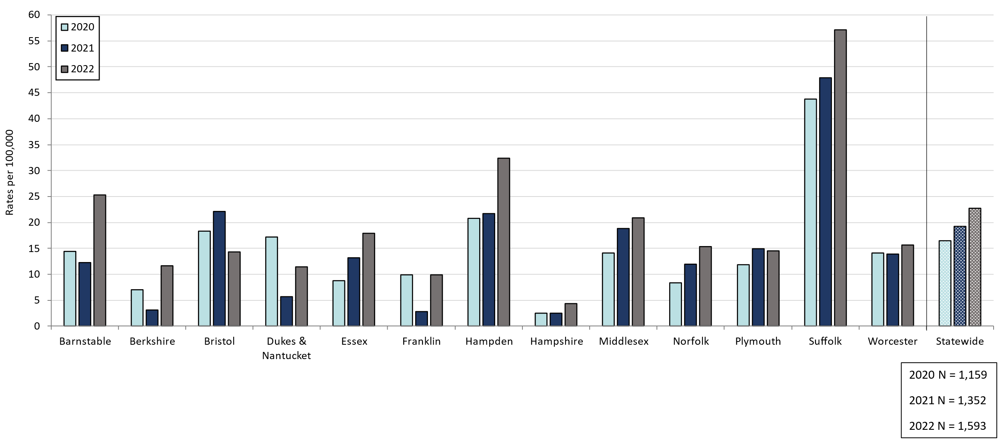 60
55
50
45
40
35
30
25
20
15
10
5
0
Rates per 100,000
2020
2021
2022
Barnstable
Berkshire
Bristol
Dukes &
Nantucket
Essex
Franklin
Hampden
Hampshire
Middlesex
Norfolk
Plymouth
Suffolk
Worcester
Statewide
2020 N = 1,159
2021 N = 1,352
2022 N = 1,593